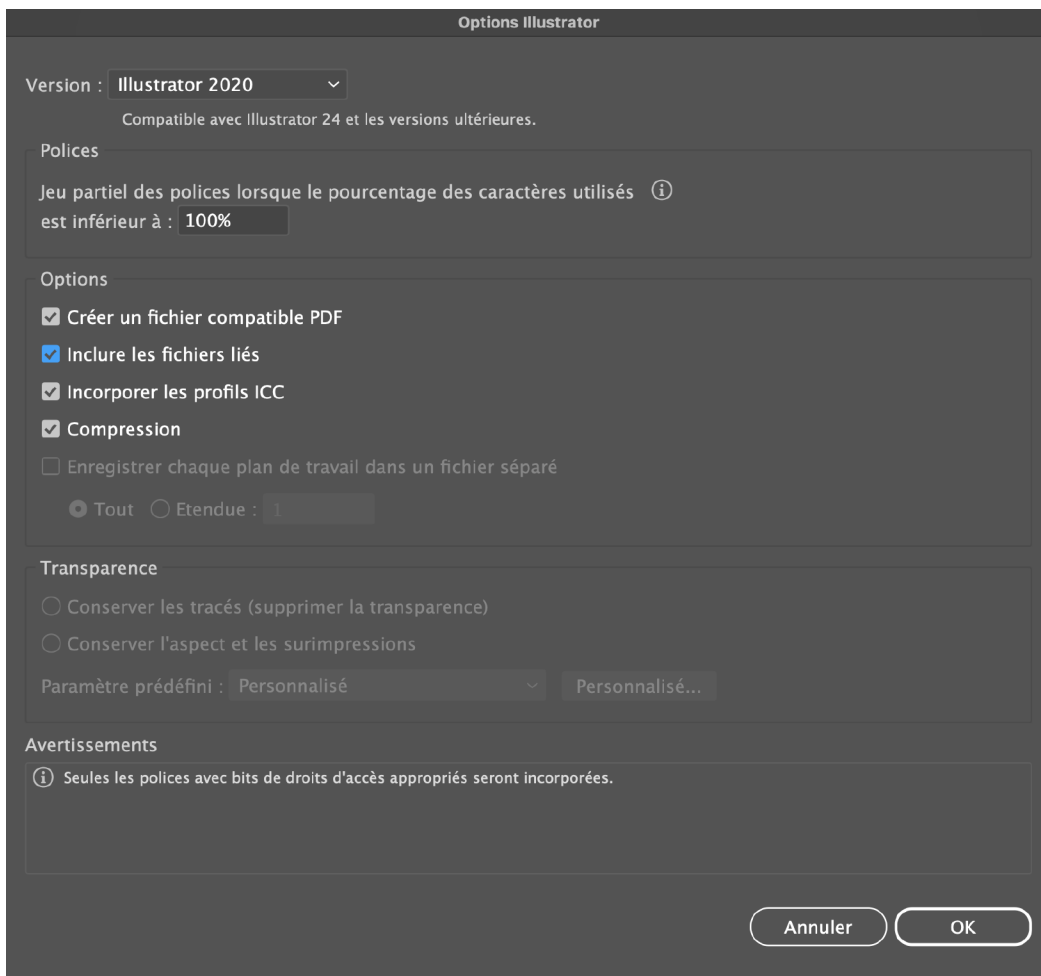 Options Illustrator
Version : Illustrator 2020
Compatible avec Illustrator 24 et les versions ultérieures.
Polices
Jeu partiel des polices lorsque le pourcentage des caractères utilisés
est inférieur à : 100%
Options
Créer un fichier compatible PDF
Inclure les fichiers liés
Incorporer les profils ICC
Compression
Enregistrer chaque plan de travail dans un fichier séparé
Tout Etendue : 1
Transparence
Conserver les tracés (supprimer la transparence)
Conserver l'aspect et les surimpressions
Paramètre prédéfini : Personnalisé Personnalisé...
Avertissements
Seules les polices avec bits de droits d'accès appropriés seront incorporées.
Annuler OK